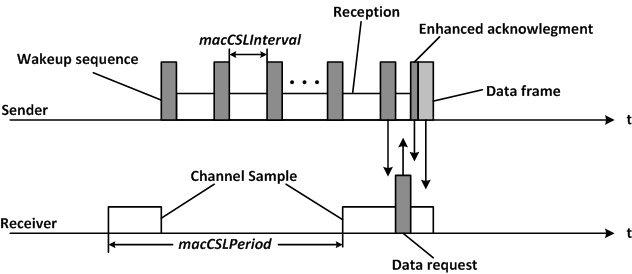 Reception
Enhanced acknowlegment
macCSLInterval
Wakeup sequence
• • •
Data frame
Sender
t
Channel Sample
Receiver
t
macCSLPeriod
Data request